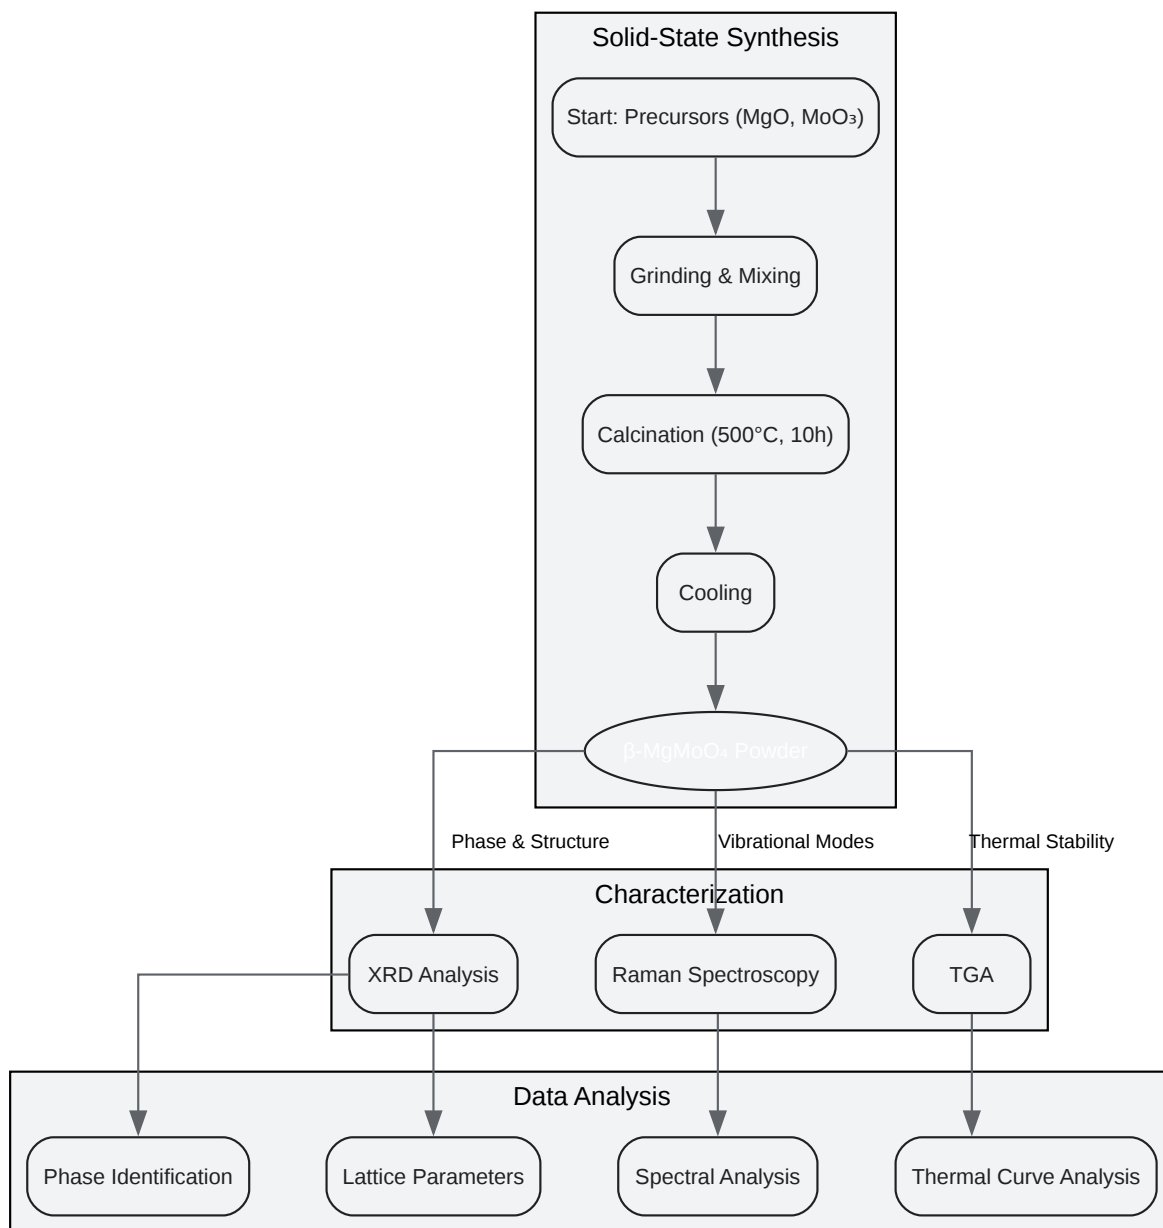 Solid-State Synthesis
Start: Precursors (MgO, MoO₃)
Grinding & Mixing
Calcination (500°C, 10h)
Cooling
β-MgMoO₄ Powder
Phase & Structure
Vibrational Modes
Thermal Stability
Characterization
XRD Analysis
Raman Spectroscopy
TGA
Data Analysis
Phase Identification
Lattice Parameters
Spectral Analysis
Thermal Curve Analysis